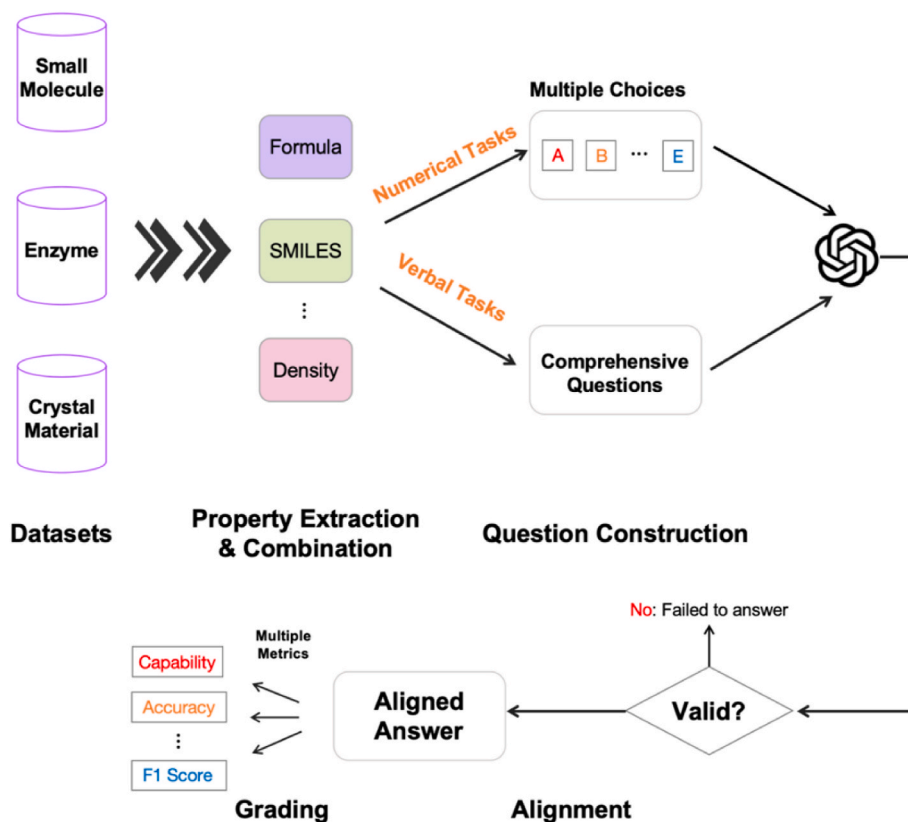 Small
Molecule
Enzyme
Crystal
Material
Formula
SMILES
⋮
Density
Numerical Tasks
Verbal Tasks
Multiple Choices
A B ... E
Comprehensive
Questions
Datasets
Property Extraction
& Combination
Question Construction
No: Failed to answer
Valid?
Aligned
Answer
Multiple
Metrics
Capability
Accuracy
⋮
F1 Score
Grading
Alignment